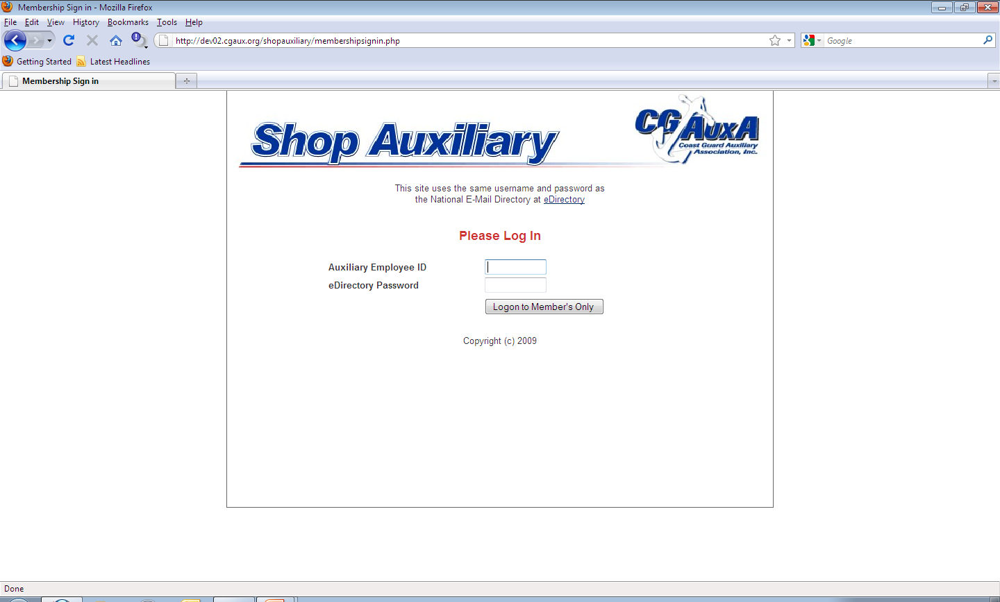 Membership Sign in - Mozilla Firefox
File Edit View History Bookmarks Tools Help
http://dev02.cgaux.org/shopauxiliary/membershipsignin.php
Google
Getting Started Latest Headlines
Membership Sign in
Shop Auxiliary
CG AUXA
Coast Guard Auxiliary
Association, Inc.
This site uses the same username and password as
the National E-Mail Directory at eDirectory
Please Log In
Auxiliary Employee ID
eDirectory Password
Logon to Member's Only
Copyright (c) 2009
Done